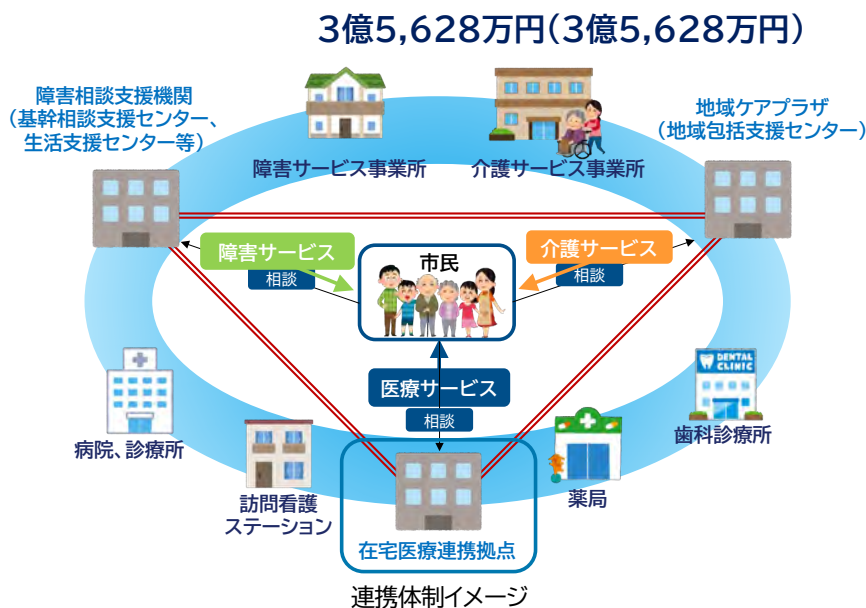 3億5,628万円(3億5,628万円)
障害相談支援機関
(基幹相談支援センター、
生活支援センター等)
地域ケアプラザ
(地域包括支援センター)
障害サービス事業所
介護サービス事業所
障害サービス
相談
市民
介護サービス
相談
医療サービス
相談
DENTAL
CLINIC
病院、診療所
歯科診療所
訪問看護
ステーション
薬局
在宅医療連携拠点
連携体制イメージ